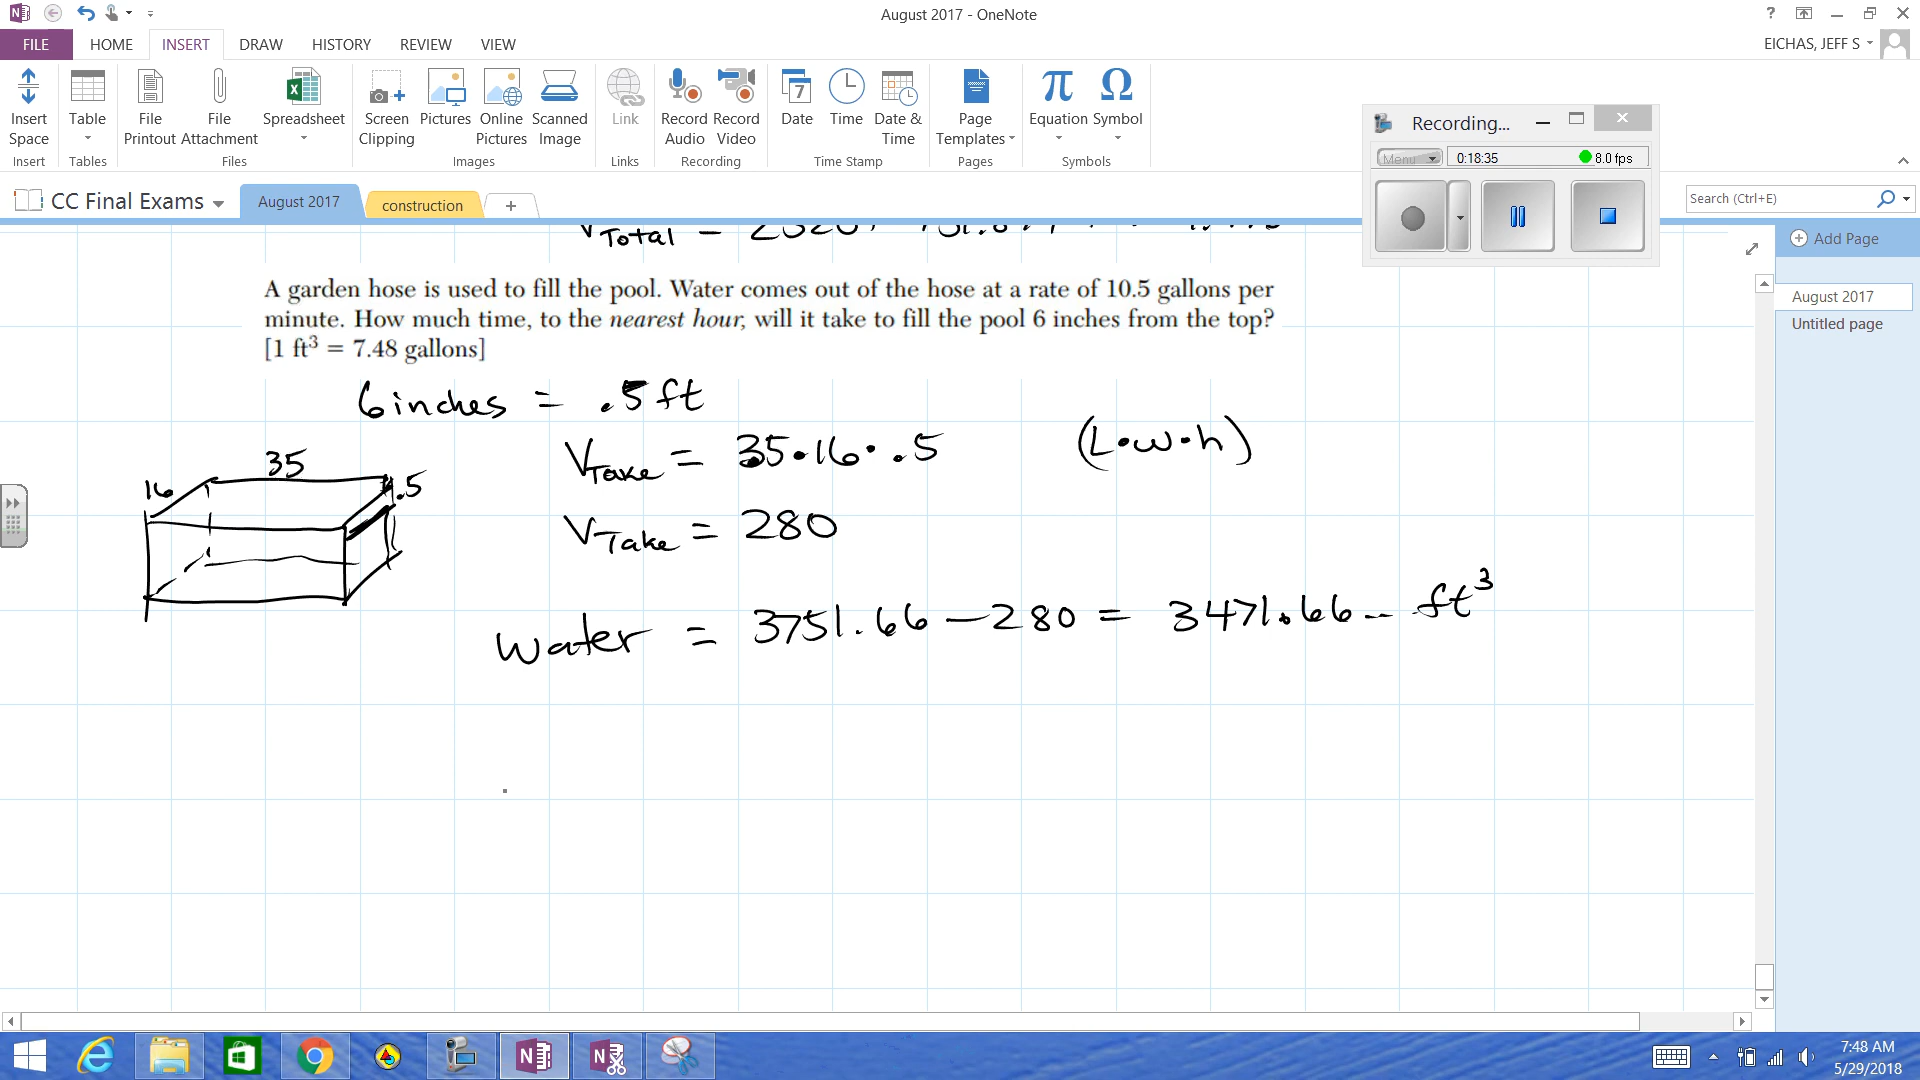 August 2017 - OneNote
?
FILE HOME INSERT DRAW HISTORY REVIEW VIEW
EICHAS, JEFF S
Insert Space
Table
File Printout
File Attachment
Spreadsheet
Screen Clipping
Pictures
Online Pictures
Scanned Image
Link
Record Audio
Record Video
Date
Time
Date & Time
Page Templates
π Equation
Ω Symbol
Insert Tables Files Images Links Recording Time Stamp Pages Symbols
Recording...
Menu 0:18:35 8.0 fps
CC Final Exams August 2017 construction +
Search (Ctrl+E)
Add Page
August 2017
Untitled page
VTotal =
A garden hose is used to fill the pool. Water comes out of the hose at a rate of 10.5 gallons per
minute. How much time, to the nearest hour, will it take to fill the pool 6 inches from the top?
[1 ft³ = 7.48 gallons]
6 inches = .5 ft
VTake = 35•16•.5 (L•w•h)
35
16
.5
VTake = 280
Water = 3751.66 - 280 = 3471.66-- ft³
7:48 AM
5/29/2018